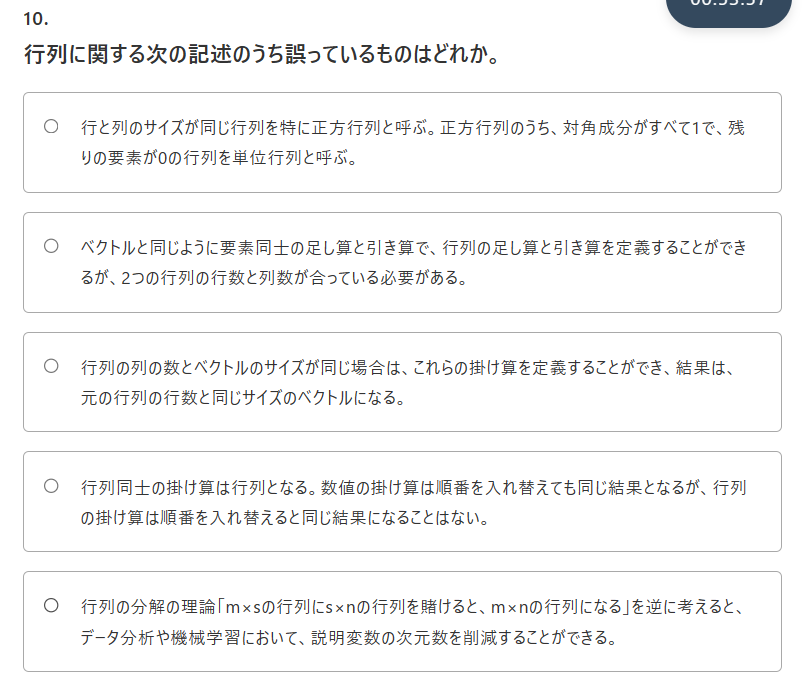 10.
行列に関する次の記述のうち誤っているものはどれか。
行と列のサイズが同じ行列を特に正方行列と呼ぶ。正方行列のうち、対角成分がすべて1で、残
りの要素が0の行列を単位行列と呼ぶ。
ベクトルと同じように要素同士の足し算と引き算で、行列の足し算と引き算を定義することができ
るが、2つの行列の行数と列数が合っている必要がある。
行列の列の数とベクトルのサイズが同じ場合は、これらの掛け算を定義することができ、結果は、
元の行列の行数と同じサイズのベクトルになる。
行列同士の掛け算は行列となる。数値の掛け算は順番を入れ替えても同じ結果となるが、行列
の掛け算は順番を入れ替えると同じ結果になることはない。
行列の分解の理論「m×sの行列にs×nの行列を賭けると、m×nの行列になる」を逆に考えると、
データ分析や機械学習において、説明変数の次元数を削減することができる。